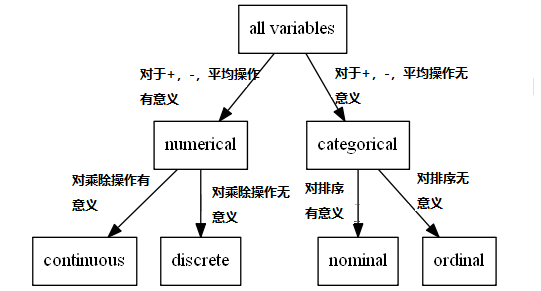 all variables
对于+，-，平均操作
有意义
对于+，-，平均操作无
意义
numerical
categorical
对乘除操作有
意义
对乘除操作无
意义
对排序
有意义
对排序无
意义
continuous
discrete
nominal
ordinal